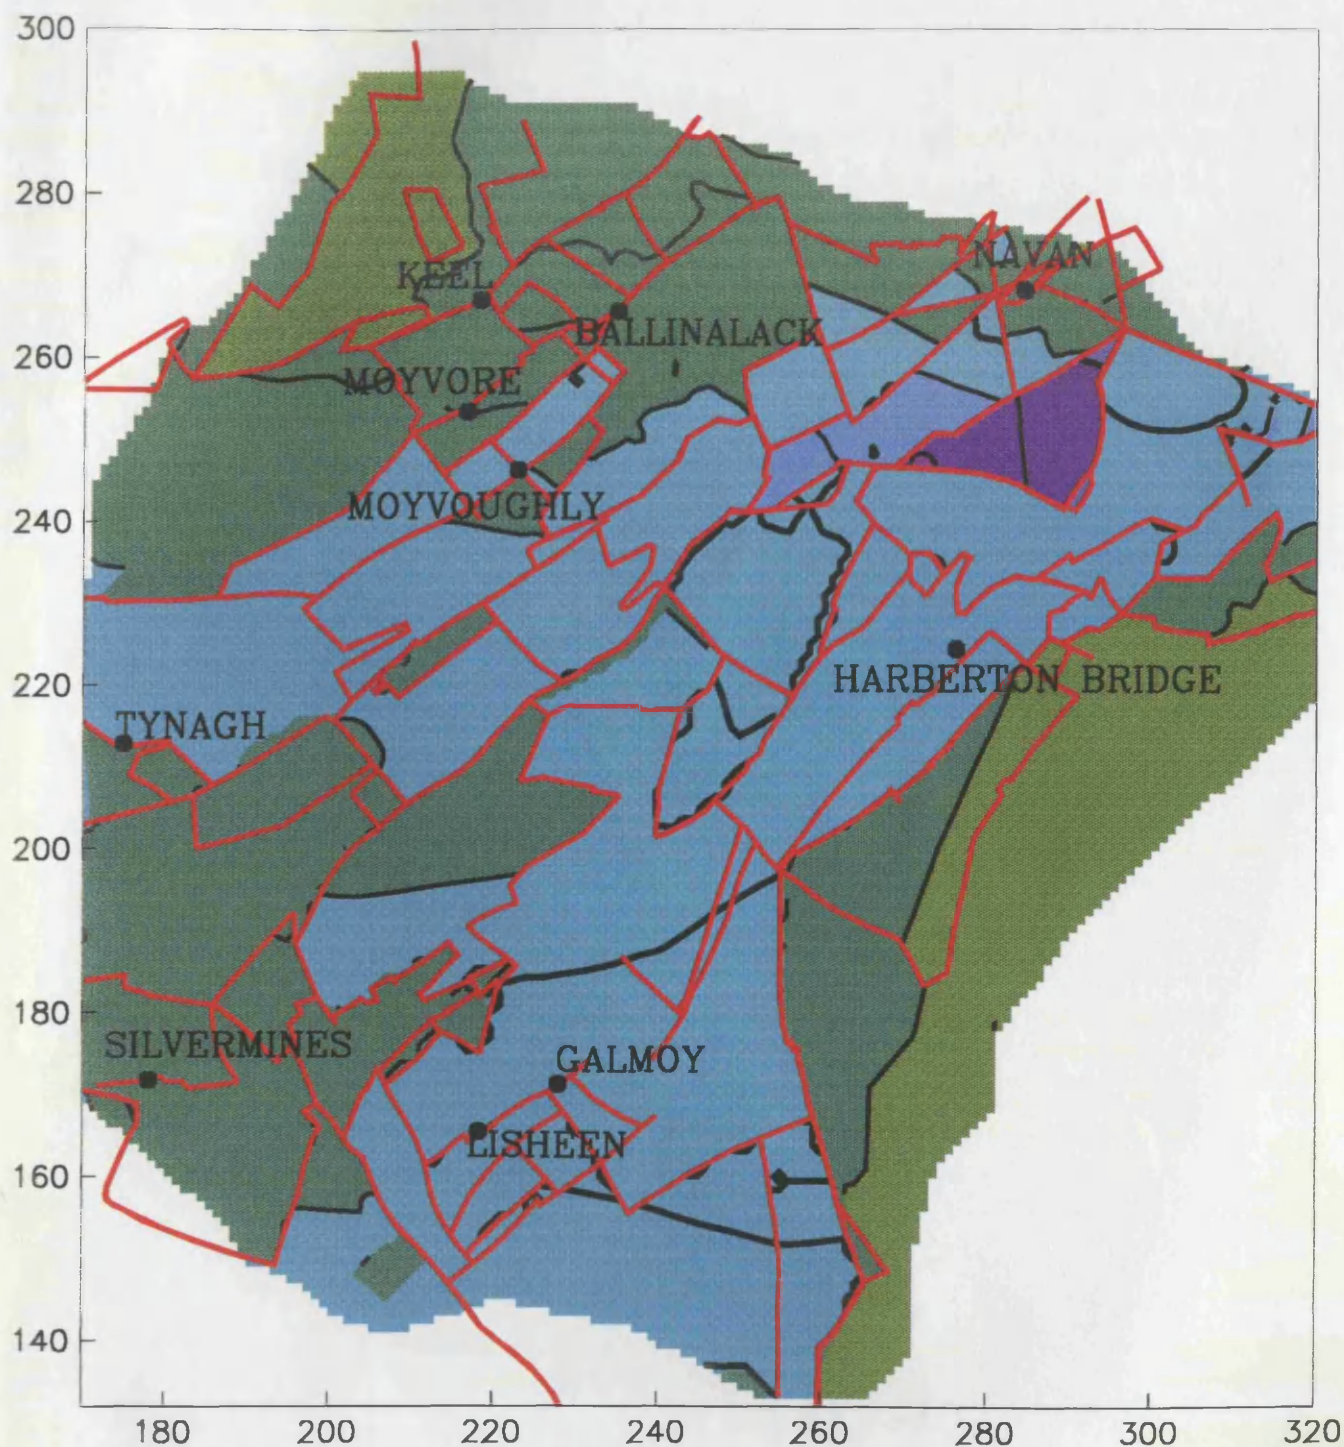 300
280
NAVAN
KEEL
BALLINALACK
260
MOYVORE
MOYVOUGHLY
240
HARBERTON BRIDGE
220
TYNAGH
200
180
SILVERMINES
GALMOY
LISHEEN
160
140
180 200 220 240 260 280 300 320